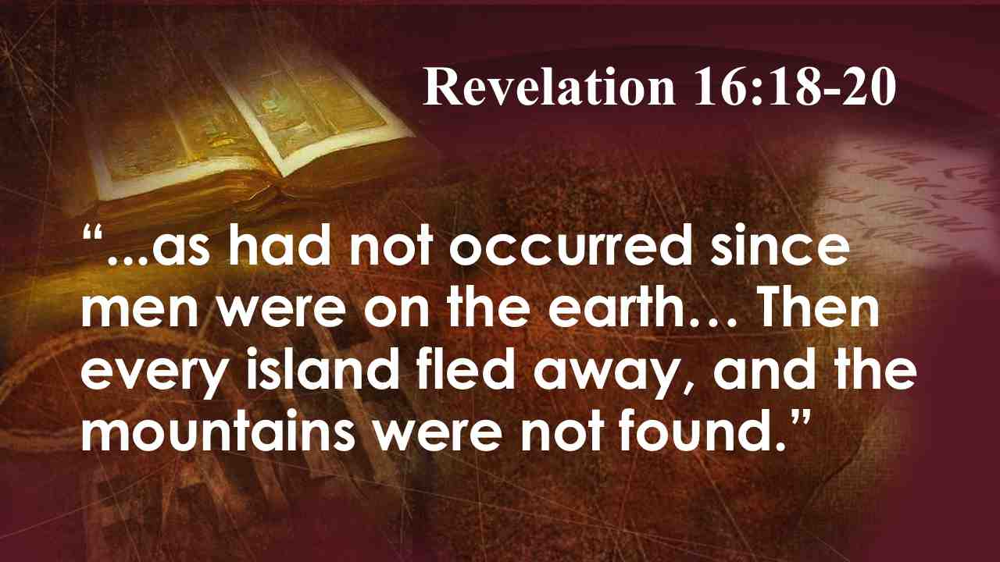 Revelation 16:18-20
“...as had not occurred since
men were on the earth… Then
every island fled away, and the
mountains were not found.”